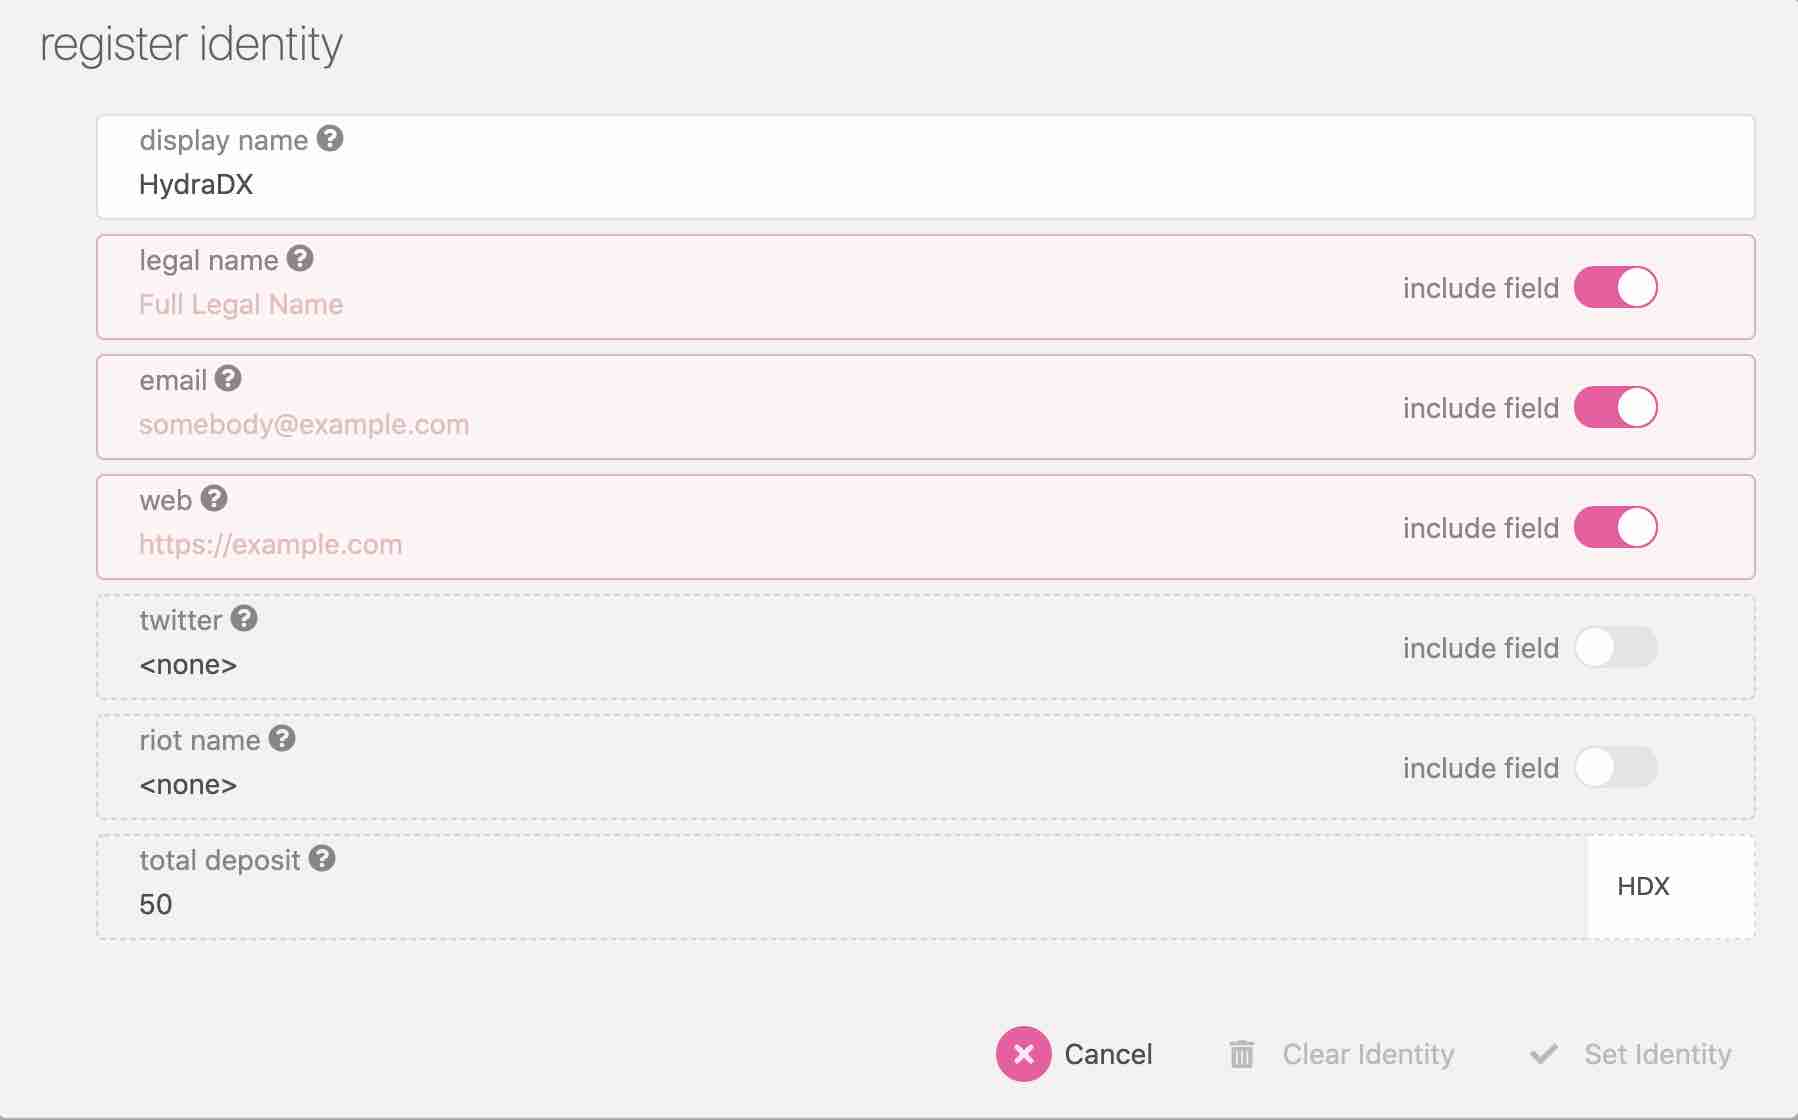 register identity
display name ?
HydraDX
legal name ?
Full Legal Name
include field
email ?
somebody@example.com
include field
web ?
https://example.com
include field
twitter ?
<none>
include field
riot name ?
<none>
include field
total deposit ?
50
HDX
Cancel
Clear Identity
Set Identity